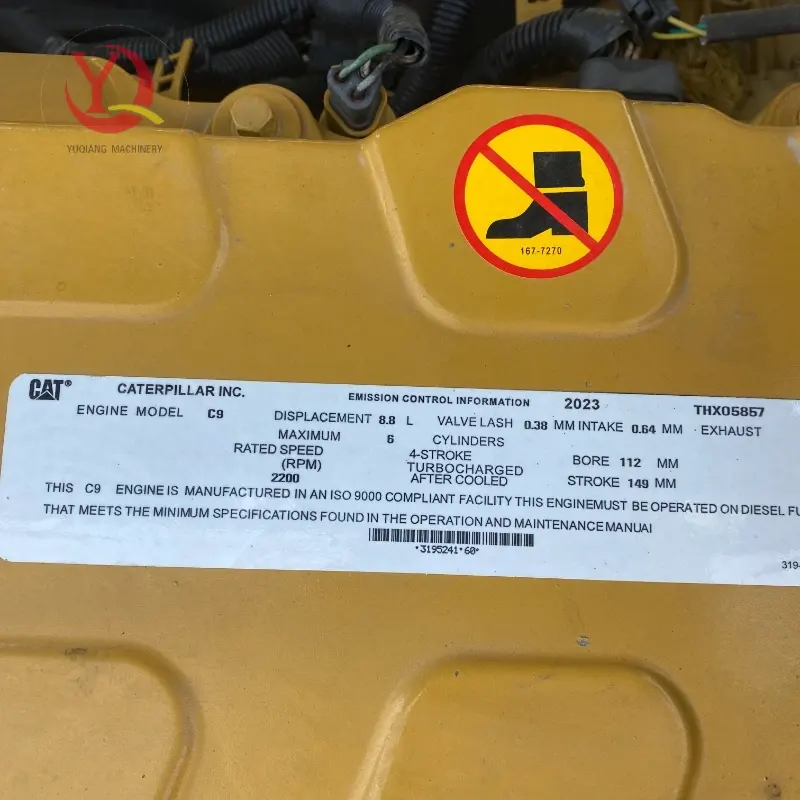 YUQIANG MACHINERY
167-7270
CAT® CATERPILLAR INC. EMISSION CONTROL INFORMATION 2023 THX05857
ENGINE MODEL C9 DISPLACEMENT 8.8 L VALVE LASH 0.38 MM INTAKE 0.64 MM EXHAUST
MAXIMUM 6 CYLINDERS
RATED SPEED 4-STROKE BORE 112 MM
(RPM) TURBOCHARGED
2200 AFTER COOLED STROKE 149 MM
THIS C9 ENGINE IS MANUFACTURED IN AN ISO 9000 COMPLIANT FACILITY THIS ENGINEMUST BE OPERATED ON DIESEL FU
THAT MEETS THE MINIMUM SPECIFICATIONS FOUND IN THE OPERATION AND MAINTENANCE MANUAI
*3195241*60*
319-